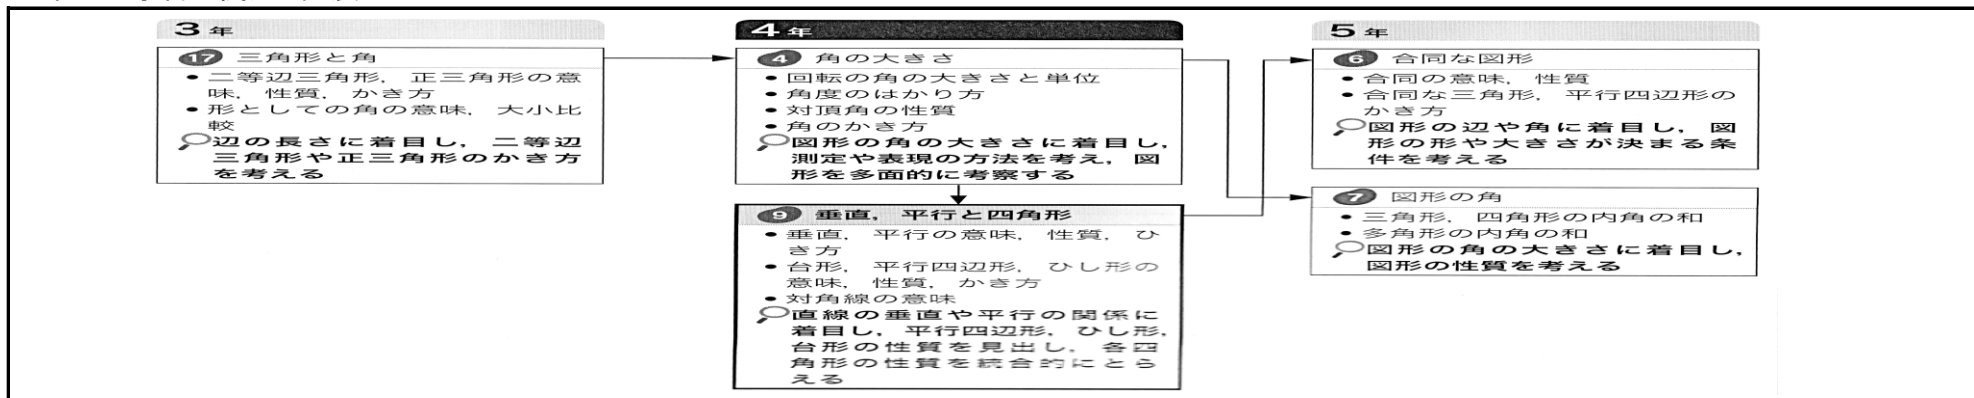 3年
⑰ 三角形と角
•二等辺三角形，正三角形の意
味，性質，かき方
•形としての角の意味，大小比
較
辺の長さに着目し，二等辺
三角形や正三角形のかき方
を考える
4年
④ 角の大きさ
•回転の角の大きさと単位
•角度のはかり方
•対頂角の性質
•角のかき方
図形の角の大きさに着目し，
測定や表現の方法を考え，図
形を多面的に考察する
⑨ 垂直，平行と四角形
•垂直，平行の意味，性質，ひ
き方
•台形，平行四辺形，ひし形の
意味，性質，かき方
•対角線の意味
直線の垂直や平行の関係に
着目し，平行四辺形，ひし形，
台形の性質を見出し，各四
角形の性質を統合的にとら
える
5年
⑥ 合同な図形
•合同の意味，性質
•合同な三角形，平行四辺形の
かき方
図形の辺や角に着目し，図
形の形や大きさが決まる条
件を考える
⑦ 図形の角
•三角形，四角形の内角の和
•多角形の内角の和
図形の角の大きさに着目し，
図形の性質を考える